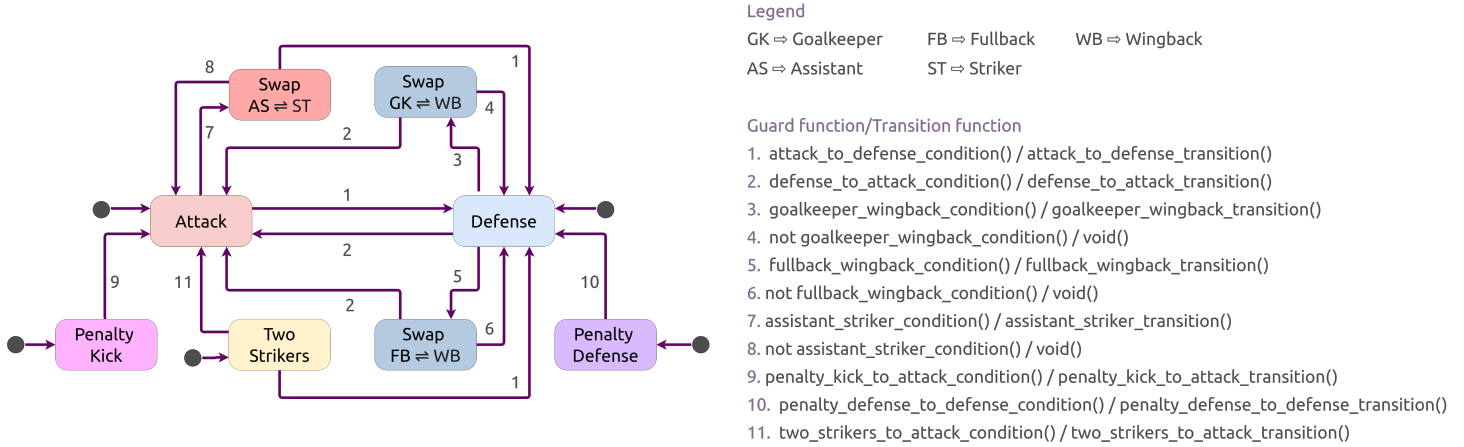 Legend
GK ⇨ Goalkeeper FB ⇨ Fullback WB ⇨ Wingback
AS ⇨ Assistant ST ⇨ Striker
Guard function/Transition function
1. attack_to_defense_condition() / attack_to_defense_transition()
2. defense_to_attack_condition() / defense_to_attack_transition()
3. goalkeeper_wingback_condition() / goalkeeper_wingback_transition()
4. not goalkeeper_wingback_condition() / void()
5. fullback_wingback_condition() / fullback_wingback_transition()
6. not fullback_wingback_condition() / void()
7. assistant_striker_condition() / assistant_striker_transition()
8. not assistant_striker_condition() / void()
9. penalty_kick_to_attack_condition() / penalty_kick_to_attack_transition()
10. penalty_defense_to_defense_condition() / penalty_defense_to_defense_transition()
11. two_strikers_to_attack_condition() / two_strikers_to_attack_transition()
1
8
Swap
AS ⇌ ST
Swap
GK ⇌ WB
4
7
2
3
Attack
1
Defense
2
9
11
5
10
2
6
Penalty
Kick
Two
Strikers
Swap
FB ⇌ WB
Penalty
Defense
1